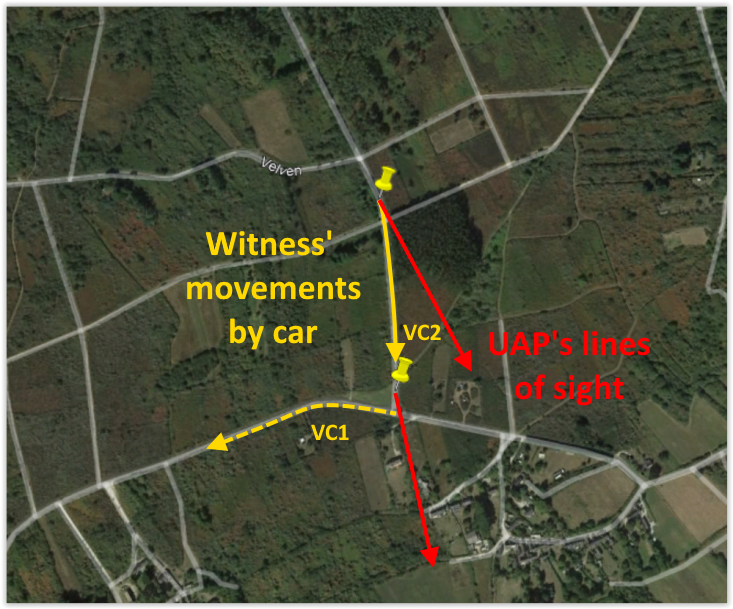 Velven
Witness'
movements
by car
VC2
UAP's lines
of sight
VC1